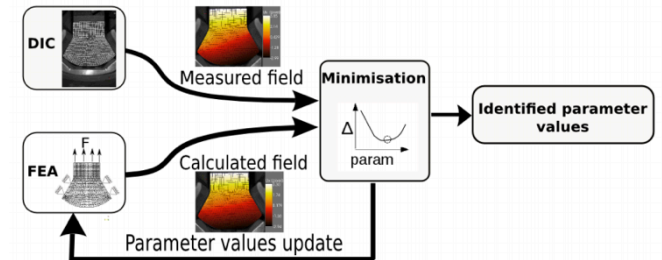 DIC
Measured field
Minimisation
Δ
param
Identified parameter
values
F
FEA
Calculated field
Parameter values update